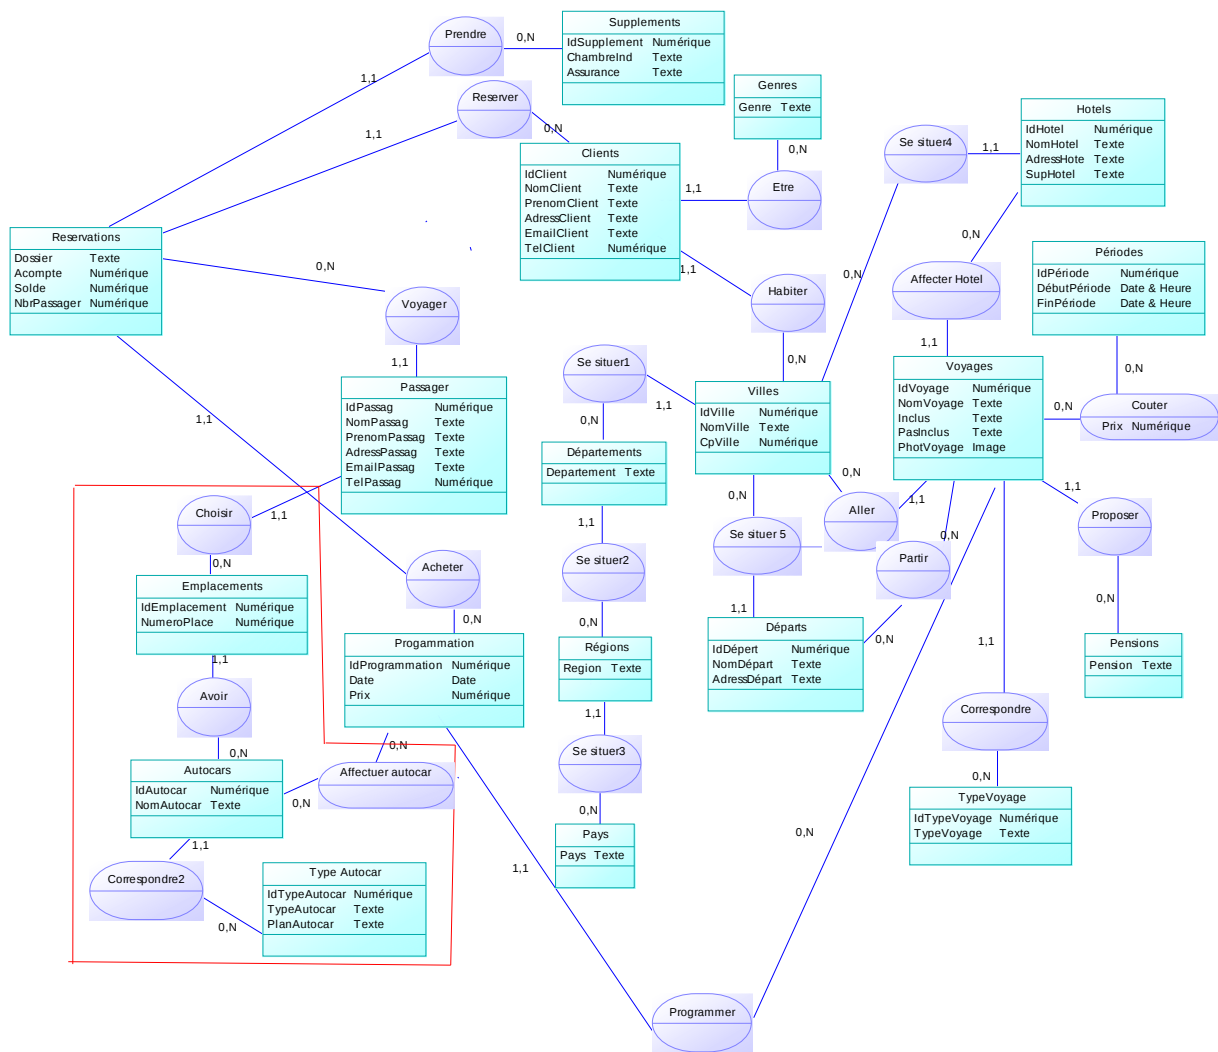 Prendre
0,N
1,1
Supplements
IdSupplement Numérique
ChambreInd Texte
Assurance Texte
Reserver
1,1
0,N
Genres
Genre Texte
0,N
Clients
IdClient Numérique
NomClient Texte
PrenomClient Texte
AdressClient Texte
EmailClient Texte
TelClient Numérique
1,1
Etre
1,1
Habiter
0,N
Se situer4
1,1
0,N
Hotels
IdHotel Numérique
NomHotel Texte
AdressHote Texte
SupHotel Texte
0,N
Affecter Hotel
1,1
Périodes
IdPériode Numérique
DébutPériode Date & Heure
FinPériode Date & Heure
0,N
Couter
Prix Numérique
0,N
Reservations
Dossier Texte
Acompte Numérique
Solde Numérique
NbrPassager Numérique
0,N
Voyager
1,1
1,1
Passager
IdPassag Numérique
NomPassag Texte
PrenomPassag Texte
AdressPassag Texte
EmailPassag Texte
TelPassag Numérique
Se situer1
1,1
0,N
Villes
IdVille Numérique
NomVille Texte
CpVille Numérique
Voyages
IdVoyage Numérique
NomVoyage Texte
Inclus Texte
PasInclus Texte
PhotVoyage Image
Départements
Departement Texte
1,1
0,N
0,N
Aller
1,1
Se situer 5
1,1
Partir
0,N
0,N
1,1
Proposer
0,N
Choisir
1,1
0,N
Emplacements
IdEmplacement Numérique
NumeroPlace Numérique
1,1
Avoir
0,N
Acheter
0,N
Se situer2
0,N
Progammation
IdProgrammation Numérique
Date Date
Prix Numérique
Régions
Region Texte
1,1
Départs
IdDépert Numérique
NomDépart Texte
AdressDépart Texte
1,1
Pensions
Pension Texte
Correspondre
0,N
Se situer3
0,N
Autocars
IdAutocar Numérique
NomAutocar Texte
0,N
Affectuer autocar
0,N
1,1
TypeVoyage
IdTypeVoyage Numérique
TypeVoyage Texte
Pays
Pays Texte
0,N
1,1
Correspondre2
0,N
Type Autocar
IdTypeAutocar Numérique
TypeAutocar Texte
PlanAutocar Texte
Programmer